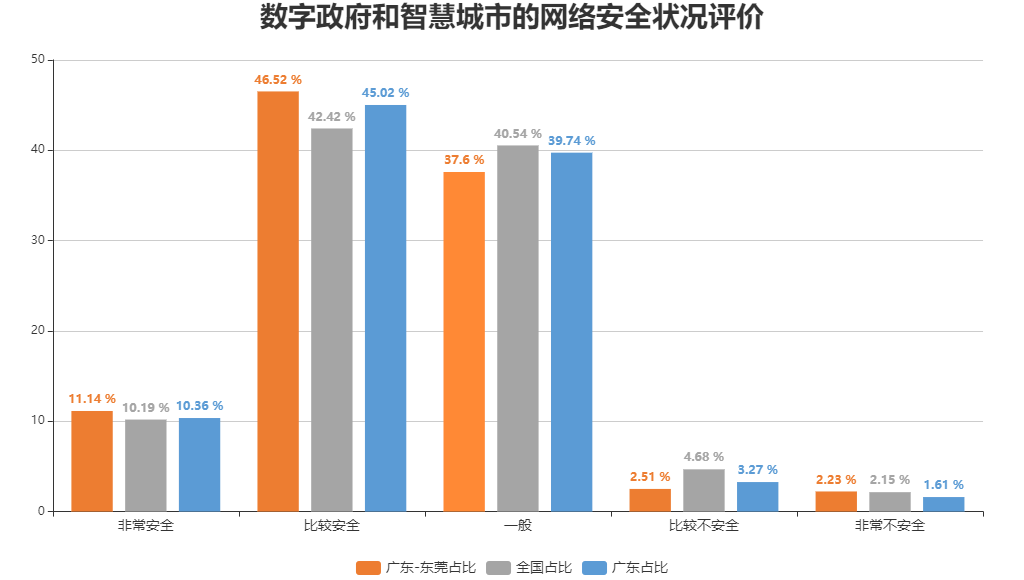 数字政府和智慧城市的网络安全状况评价
50
40
30
20
10
0
11.14 %
10.19 %
10.36 %
46.52 %
42.42 %
45.02 %
37.6 %
40.54 %
39.74 %
2.51 %
4.68 %
3.27 %
2.23 %
2.15 %
1.61 %
非常安全
比较安全
一般
比较不安全
非常不安全
广东-东莞占比
全国占比
广东占比